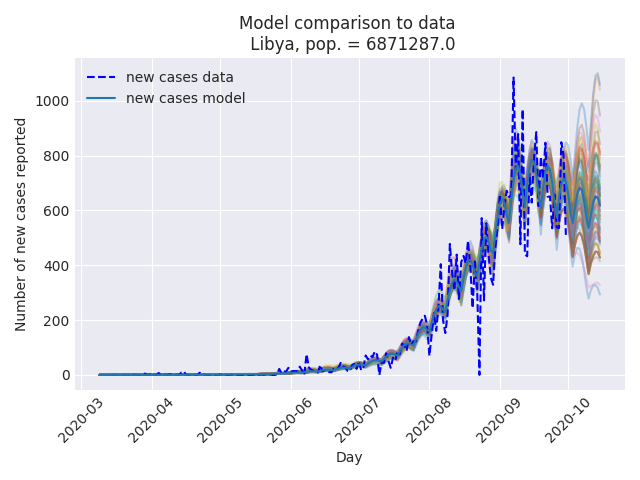 Model comparison to data
Libya, pop. = 6871287.0
new cases data
new cases model
Number of new cases reported
1000
800
600
400
200
0
2020-03
2020-04
2020-05
2020-06
2020-07
2020-08
2020-09
2020-10
Day